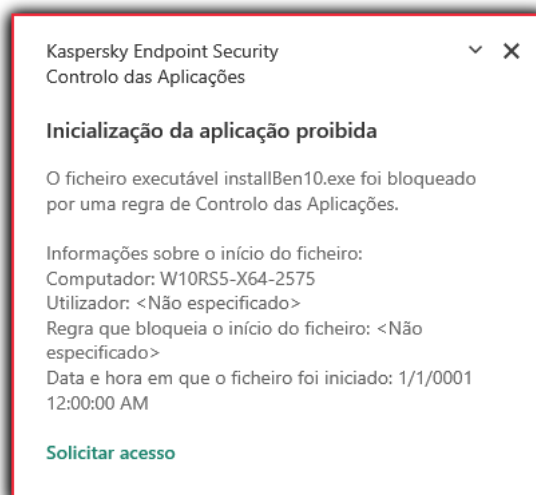 Kaspersky Endpoint Security
Controlo das Aplicações
Inicialização da aplicação proibida
O ficheiro executável installBen10.exe foi bloqueado
por uma regra de Controlo das Aplicações.
Informações sobre o início do ficheiro:
Computador: W10RS5-X64-2575
Utilizador: <Não especificado>
Regra que bloqueia o início do ficheiro: <Não
especificado>
Data e hora em que o ficheiro foi iniciado: 1/1/0001
12:00:00 AM
Solicitar acesso